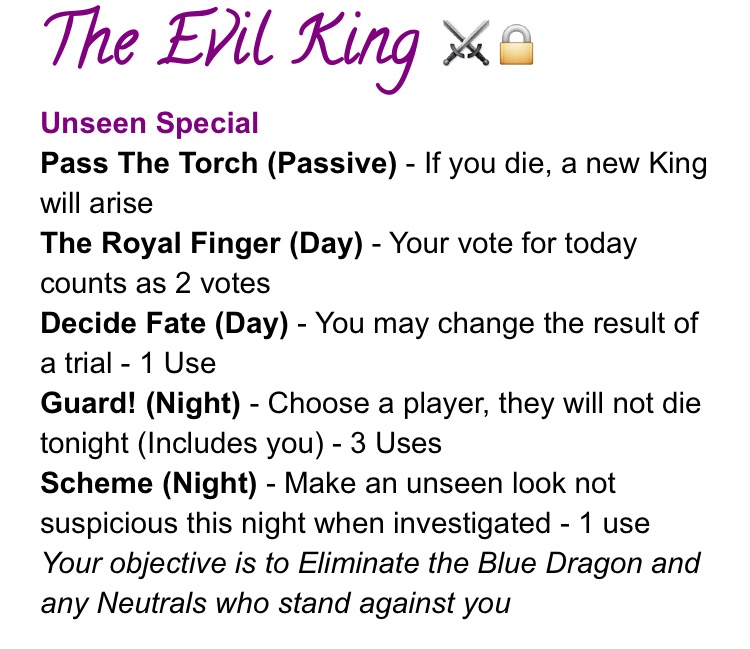 The Evil King ⚔🔒
Unseen Special
Pass The Torch (Passive) - If you die, a new King
will arise
The Royal Finger (Day) - Your vote for today
counts as 2 votes
Decide Fate (Day) - You may change the result of
a trial - 1 Use
Guard! (Night) - Choose a player, they will not die
tonight (Includes you) - 3 Uses
Scheme (Night) - Make an unseen look not
suspicious this night when investigated - 1 use
Your objective is to Eliminate the Blue Dragon and
any Neutrals who stand against you